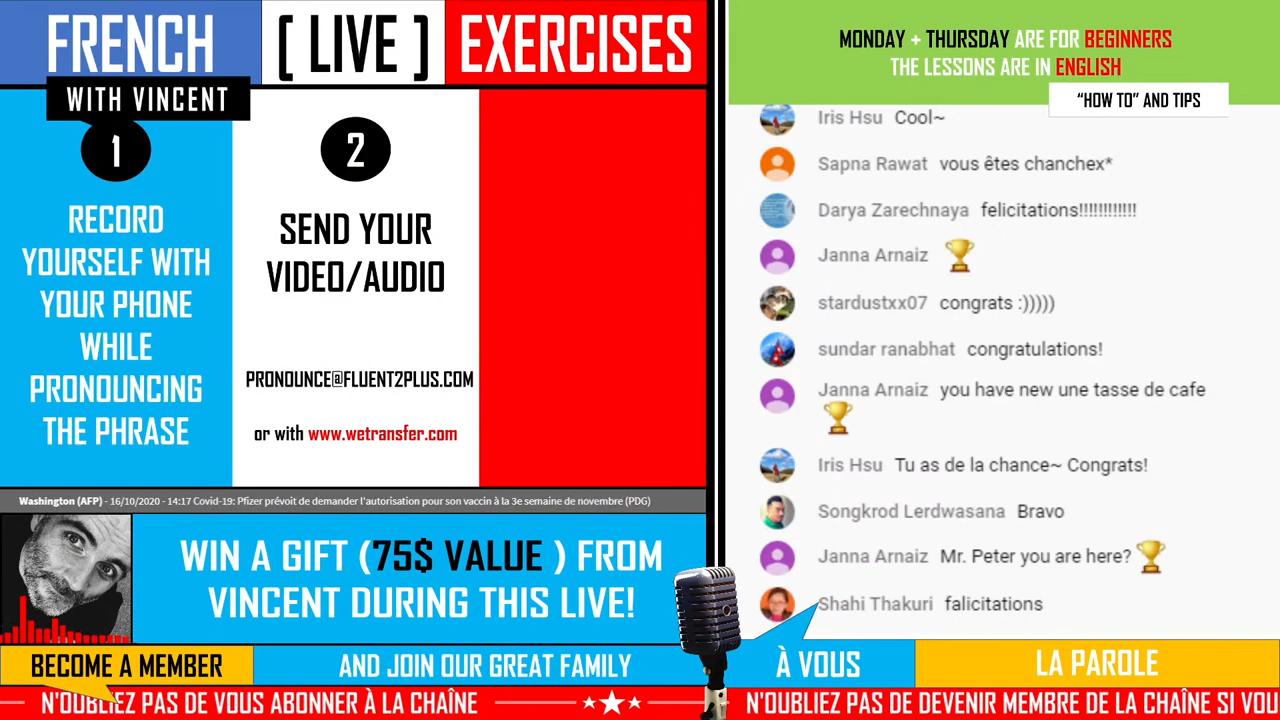 FRENCH
[ LIVE ]
EXERCISES
WITH VINCENT
1
RECORD
YOURSELF WITH
YOUR PHONE
WHILE
PRONOUNCING
THE PHRASE
2
SEND YOUR
VIDEO/AUDIO
PRONOUNCE@FLUENT2PLUS.COM
or with www.wetransfer.com
Washington (AFP) - 16/10/2020 - 14:17 Covid-19: Pfizer prévoit de demander l'autorisation pour son vaccin à la 3e semaine de novembre (PDG)
WIN A GIFT (75$ VALUE ) FROM
VINCENT DURING THIS LIVE!
BECOME A MEMBER
AND JOIN OUR GREAT FAMILY
MONDAY + THURSDAY ARE FOR BEGINNERS
THE LESSONS ARE IN ENGLISH
“HOW TO” AND TIPS
Iris Hsu Cool~
Sapna Rawat vous êtes chanchex*
Darya Zarechnaya felicitations!!!!!!!!!!!!
Janna Arnaiz 🏆
stardustxx07 congrats :)))))
sundar ranabhat congratulations!
Janna Arnaiz you have new une tasse de cafe
🏆
Iris Hsu Tu as de la chance~ Congrats!
Songkrod Lerdwasana Bravo
Janna Arnaiz Mr. Peter you are here? 🏆
Shahi Thakuri falicitations
À VOUS
LA PAROLE
N'OUBLIEZ PAS DE VOUS ABONNER À LA CHAÎNE
N'OUBLIEZ PAS DE DEVENIR MEMBRE DE LA CHAÎNE SI VOU